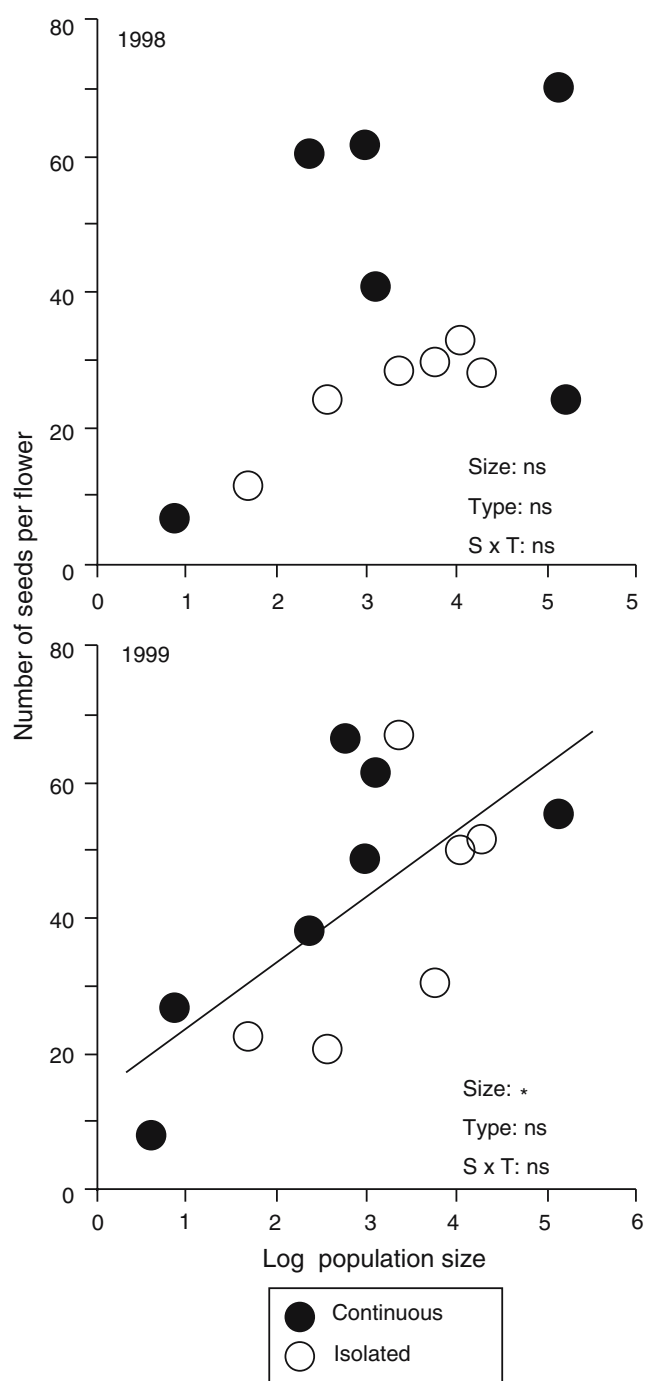 80
1998
60
40
20
Size: ns
Type: ns
S x T: ns
0
0 1 2 3 4 5 5
Number of seeds per flower
80
1999
60
40
20
Size: *
Type: ns
S x T: ns
0
0 1 2 3 4 5 6
Log population size
Continuous
Isolated